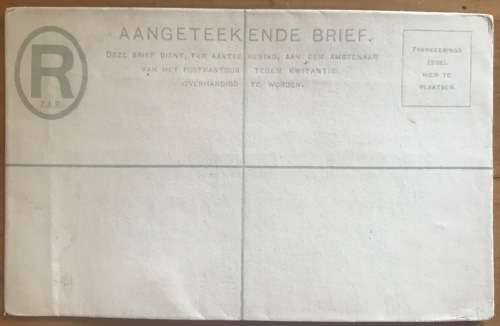 AANGETEEKENDE BRIEF.
R
Z.A.R.
DEZE BRIEF DIENT, TER AANTEEKENING, AAN DEN AMBTENAAR
VAN HET POSTKANTOOR TEGEN KWITANTIE
OVERHANDIGD TE WORDEN.
FRANKEERINGS
ZEGEL
HIER TE
PLAATSEN.